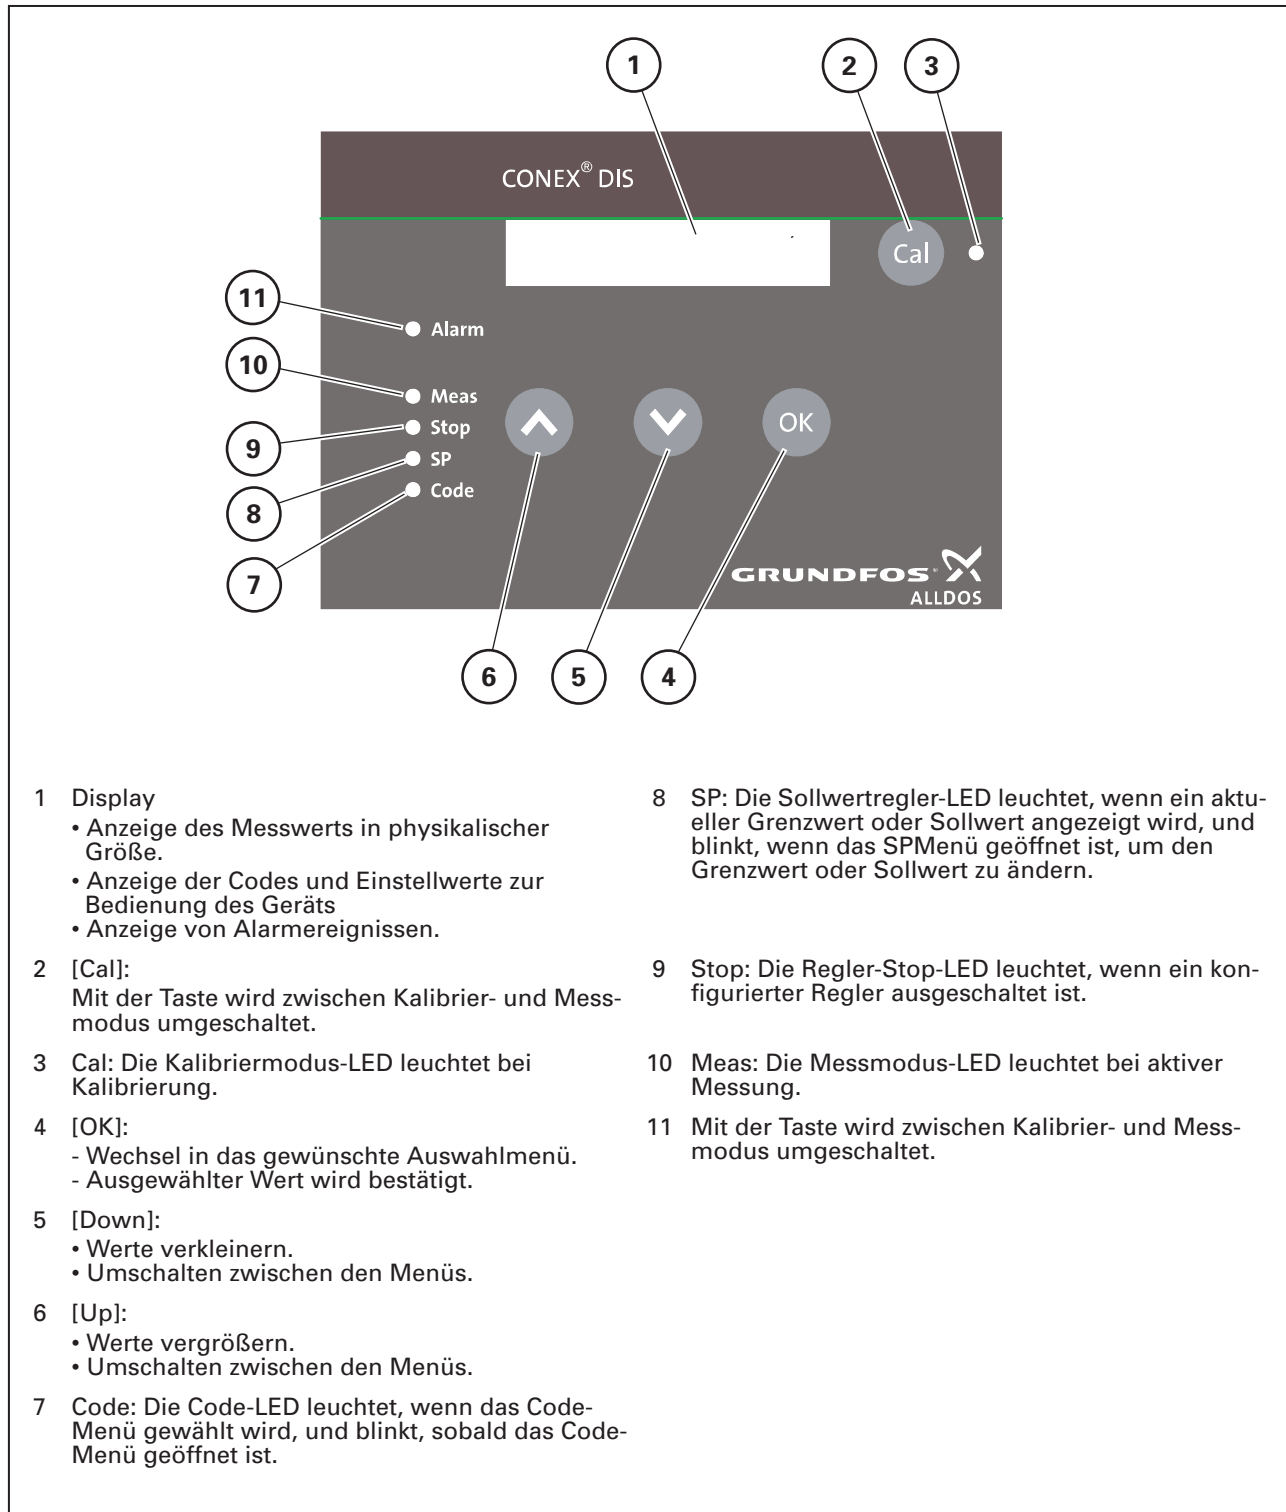 1
2
3
CONEX® DIS
Cal
11
Alarm
10
Meas
Stop
OK
9
SP
Code
8
7
GRUNDFOS
ALLDOS
6
5
4
1 Display
• Anzeige des Messwerts in physikalischer
Größe.
• Anzeige der Codes und Einstellwerte zur
Bedienung des Geräts
• Anzeige von Alarmereignissen.
2 [Cal]:
Mit der Taste wird zwischen Kalibrier- und Mess-
modus umgeschaltet.
3 Cal: Die Kalibriermodus-LED leuchtet bei
Kalibrierung.
4 [OK]:
- Wechsel in das gewünschte Auswahlmenü.
- Ausgewählter Wert wird bestätigt.
5 [Down]:
• Werte verkleinern.
• Umschalten zwischen den Menüs.
6 [Up]:
• Werte vergrößern.
• Umschalten zwischen den Menüs.
7 Code: Die Code-LED leuchtet, wenn das Code-
Menü gewählt wird, und blinkt, sobald das Code-
Menü geöffnet ist.
8 SP: Die Sollwertregler-LED leuchtet, wenn ein aktu-
eller Grenzwert oder Sollwert angezeigt wird, und
blinkt, wenn das SPMenü geöffnet ist, um den
Grenzwert oder Sollwert zu ändern.
9 Stop: Die Regler-Stop-LED leuchtet, wenn ein kon-
figurierter Regler ausgeschaltet ist.
10 Meas: Die Messmodus-LED leuchtet bei aktiver
Messung.
11 Mit der Taste wird zwischen Kalibrier- und Mess-
modus umgeschaltet.